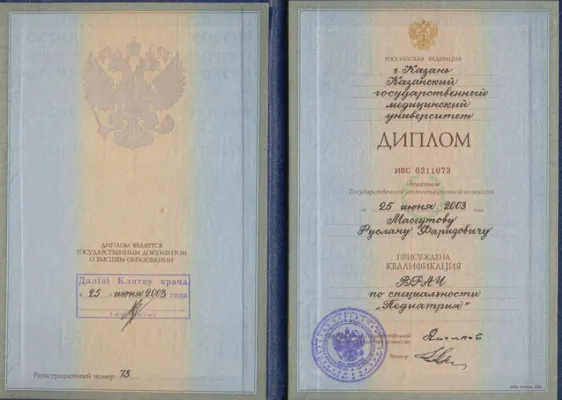 ДИПЛОМ ЯВЛЯЕТСЯ
ГОСУДАРСТВЕННЫМ ДОКУМЕНТОМ
О ВЫСШЕМ ОБРАЗОВАНИИ
Дал(а) Клятву врача
« 25 » июня 2003 года
(подпись)
Регистрационный номер 73
РОССИЙСКАЯ ФЕДЕРАЦИЯ
г. Казань
Казанский
государственный
медицинский
университет
ДИПЛОМ
ИВС 0211073
Решением
Государственной аттестационной комиссии
от 25 июня 2003 года
Масгутову
Руслану Фаридовичу
ПРИСУЖДЕНА
КВАЛИФИКАЦИЯ
ВРАЧ
по специальности
„Педиатрия"
Ректор